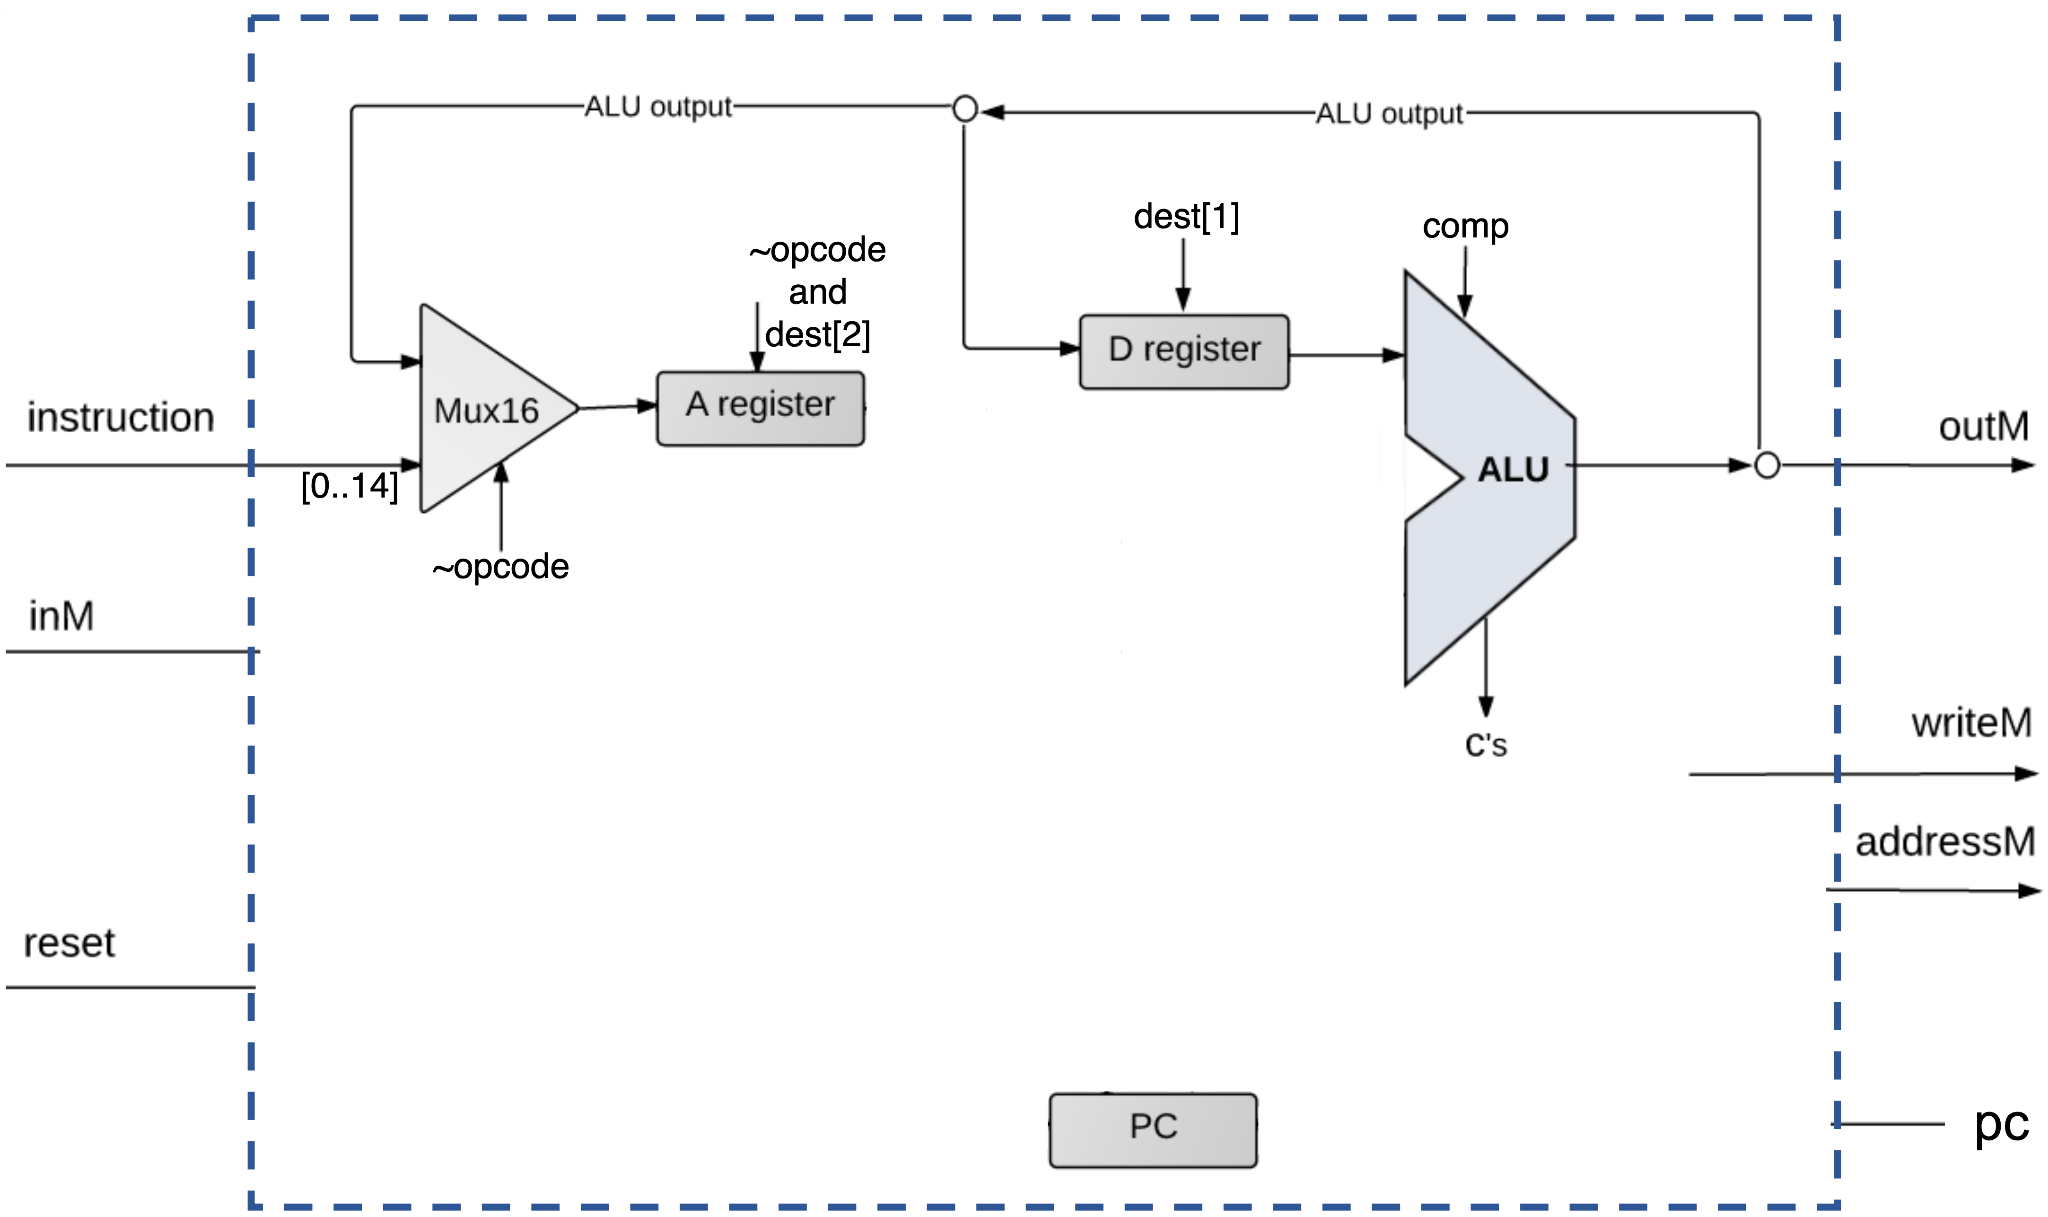 ALU output
ALU output
dest[1]
comp
~opcode
and
dest[2]
D register
A register
Mux16
instruction
outM
ALU
[0..14]
~opcode
inM
writeM
c's
addressM
reset
PC
pc